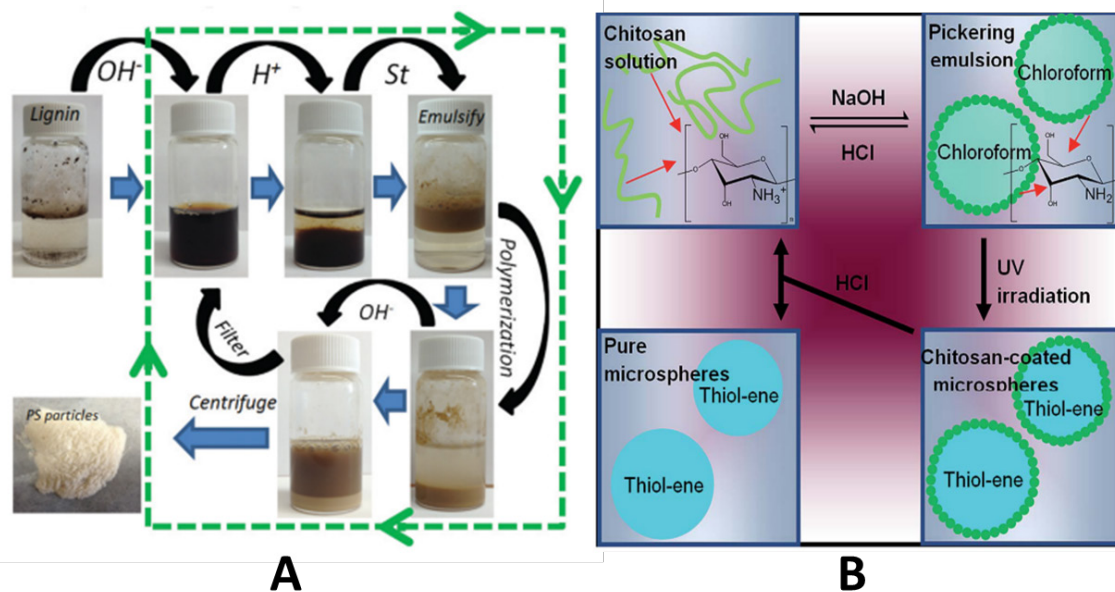 OH-
H+
St
Lignin
Emulsify
Polymerization
OH-
Filter
Centrifuge
PS particles
A
Chitosan
solution
NH₃⁺
n
OH
OH
O
O
NaOH
HCl
Pickering
emulsion
Chloroform
Chloroform
OH
OH
O
O
NH₂
HCl
UV
irradiation
Pure
microspheres
Thiol-ene
Thiol-ene
Chitosan-coated
microspheres
Thiol-ene
Thiol-ene
B